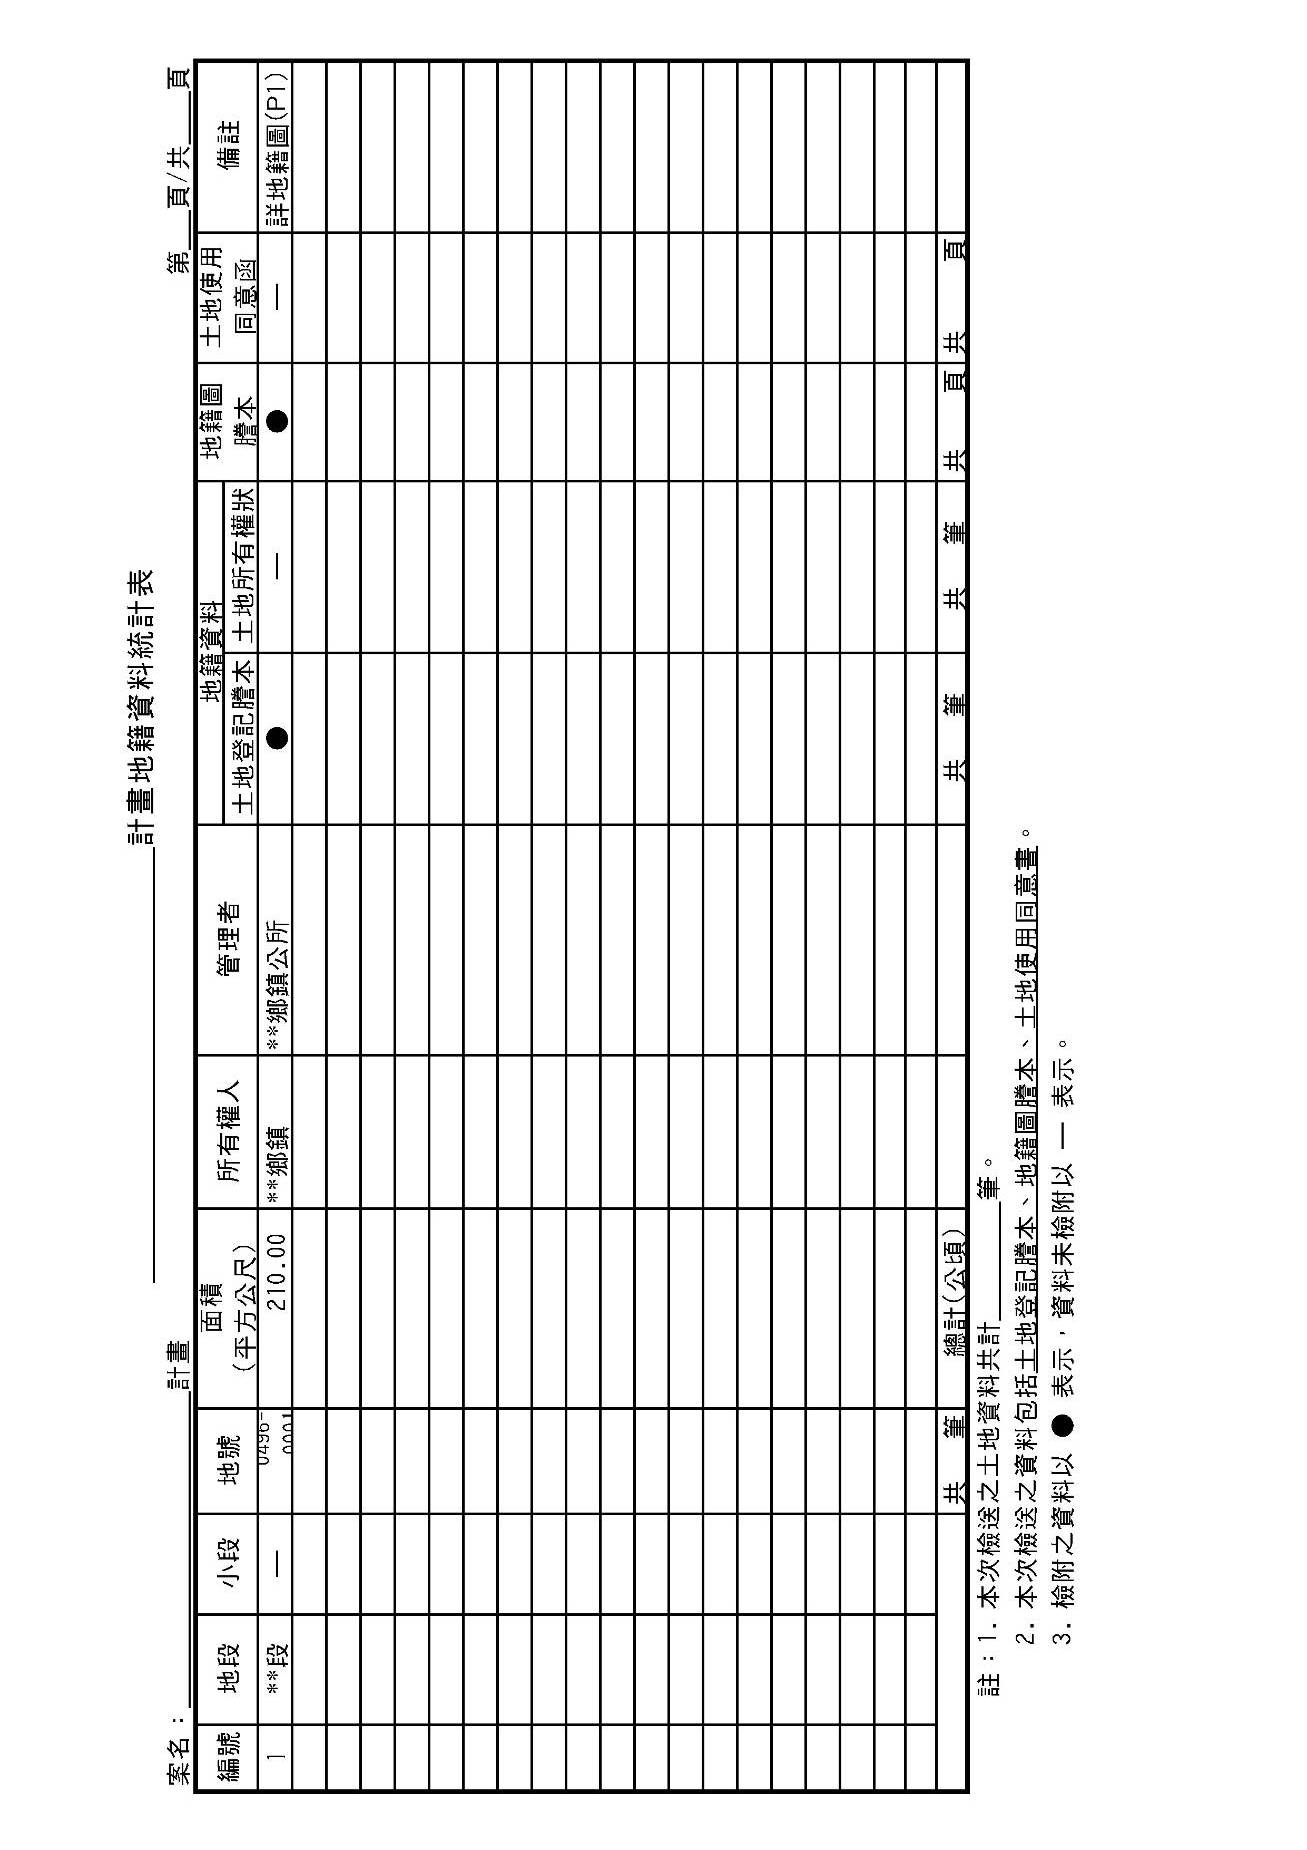 計畫地籍資料統計表
案名：計畫 第 頁/共 頁
編號 地段 小段 地號 面積(平方公尺) 所有權人 管理者 地籍資料 地籍圖謄本 土地使用同意函 備註
土地登記謄本 土地所有權狀
1 **段 — 0496-0001 210.00 **鄉鎮 **鄉鎮公所 ● — ● — 詳地籍圖(P1)
共 筆 總計(公頃) 共 筆 共 筆 共 頁 共 頁
註：1. 本次檢送之土地資料共計 筆。
2. 本次檢送之資料包括土地登記謄本、地籍圖謄本、土地使用同意書。
3. 檢附之資料以 ● 表示，資料未檢附以 — 表示。